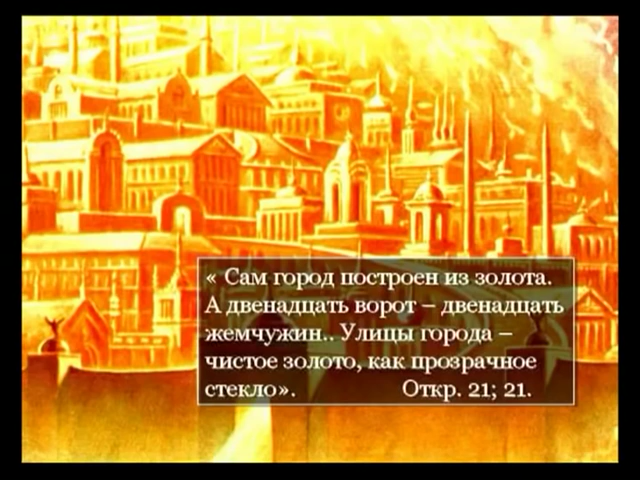 « Сам город построен из золота.
А двенадцать ворот – двенадцать
жемчужин.. Улицы города –
чистое золото, как прозрачное
стекло». Откр. 21; 21.